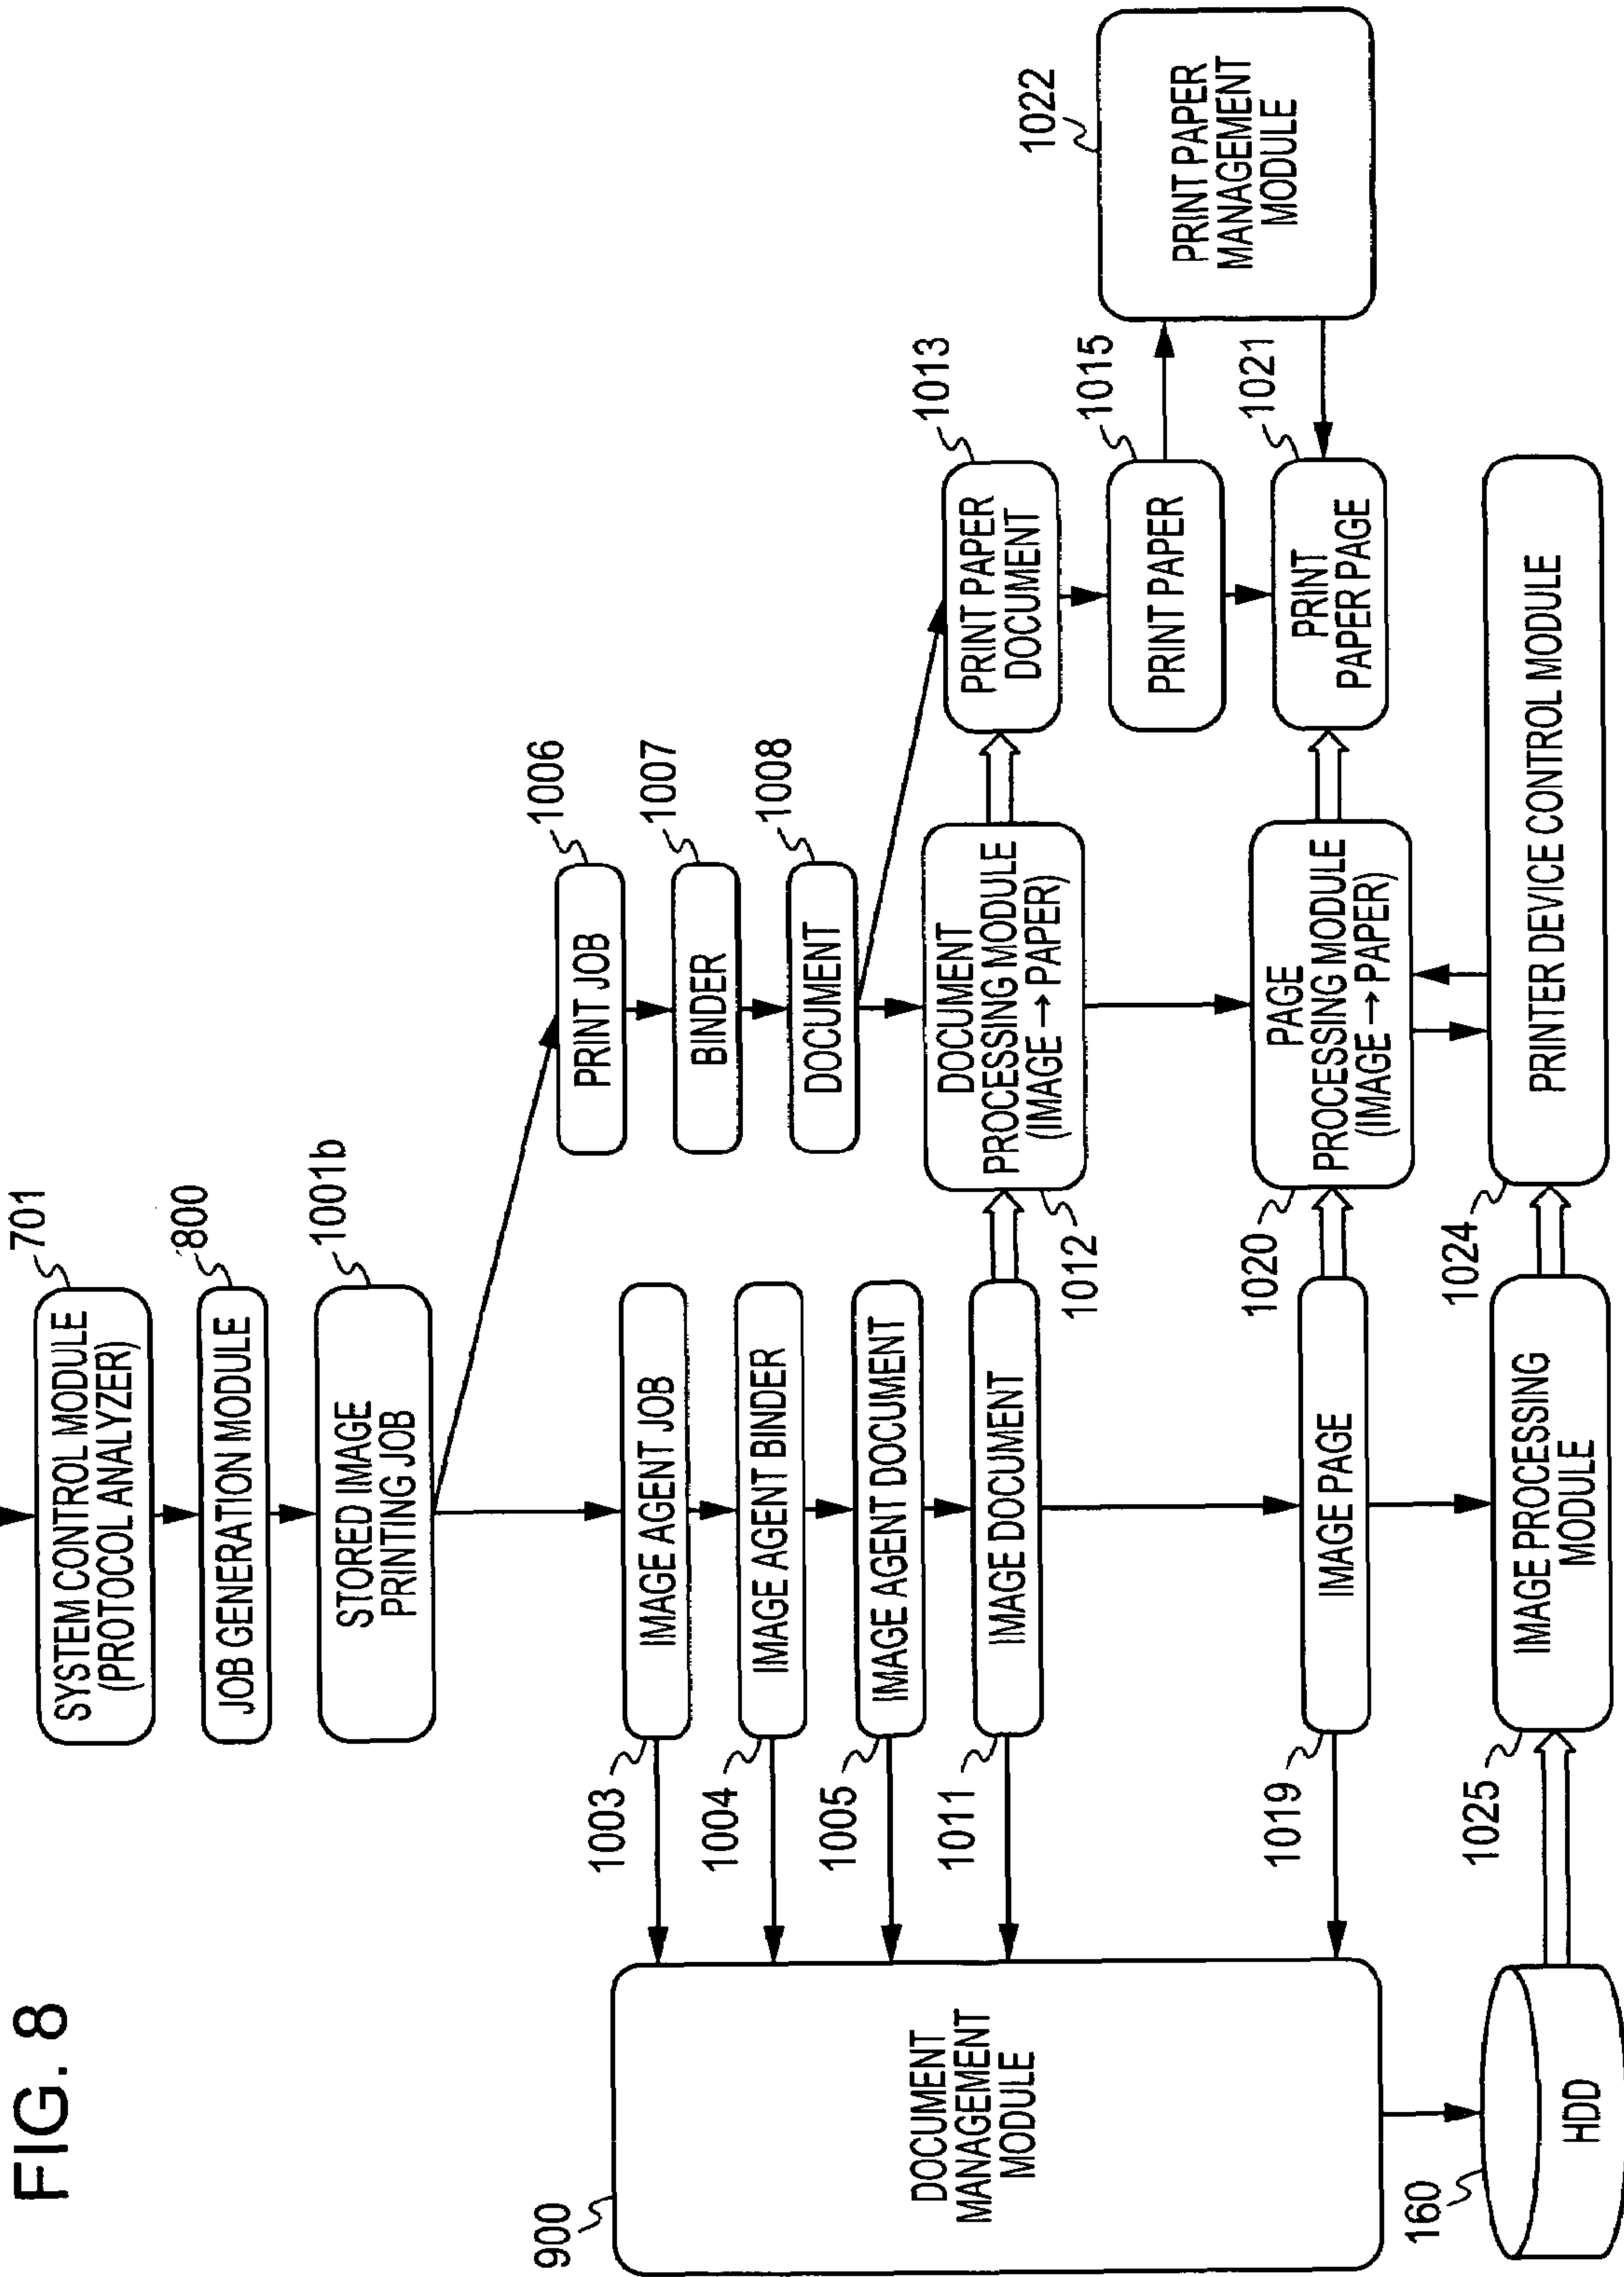 FIG. 8
701
SYSTEM CONTROL MODULE
(PROTOCOL ANALYZER)
800
JOB GENERATION MODULE
1001b
STORED IMAGE
PRINTING JOB
1006
PRINT JOB
1003
IMAGE AGENT JOB
1007
BINDER
1004
IMAGE AGENT BINDER
1008
DOCUMENT
1005
IMAGE AGENT DOCUMENT
1011
IMAGE DOCUMENT
1012
DOCUMENT
PROCESSING MODULE
(IMAGE → PAPER)
1013
PRINT PAPER
DOCUMENT
1015
PRINT PAPER
1022
PRINT PAPER
MANAGEMENT
MODULE
900
DOCUMENT
MANAGEMENT
MODULE
1019
IMAGE PAGE
1020
PAGE
PROCESSING MODULE
(IMAGE → PAPER)
1021
PRINT
PAPER PAGE
160
HDD
1025
IMAGE PROCESSING
MODULE
1024
PRINTER DEVICE CONTROL MODULE